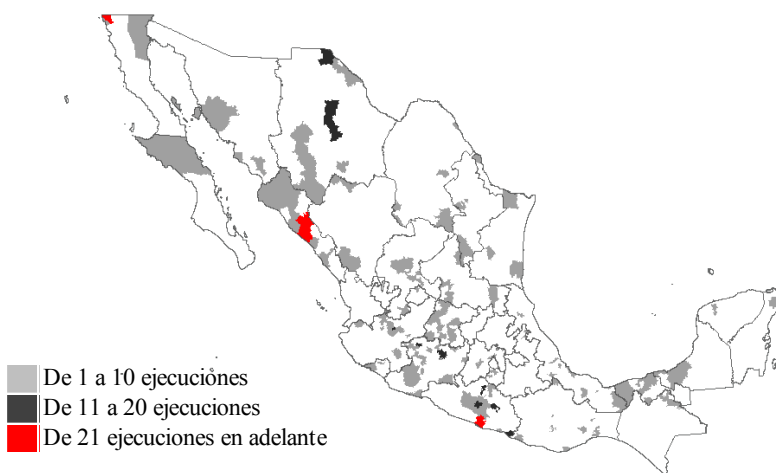 De 1 a 10 ejecuciones
De 11 a 20 ejecuciones
De 21 ejecuciones en adelante